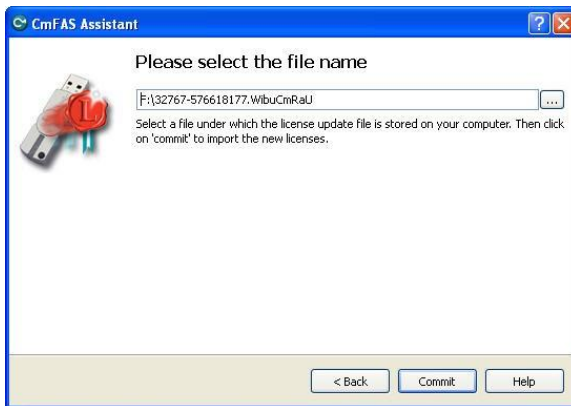 CmFAS Assistant
Please select the file name
F:\32767-576618177.WibuCmRaU
...
Select a file under which the license update file is stored on your computer. Then click
on 'commit' to import the new licenses.
L
< Back
Commit
Help